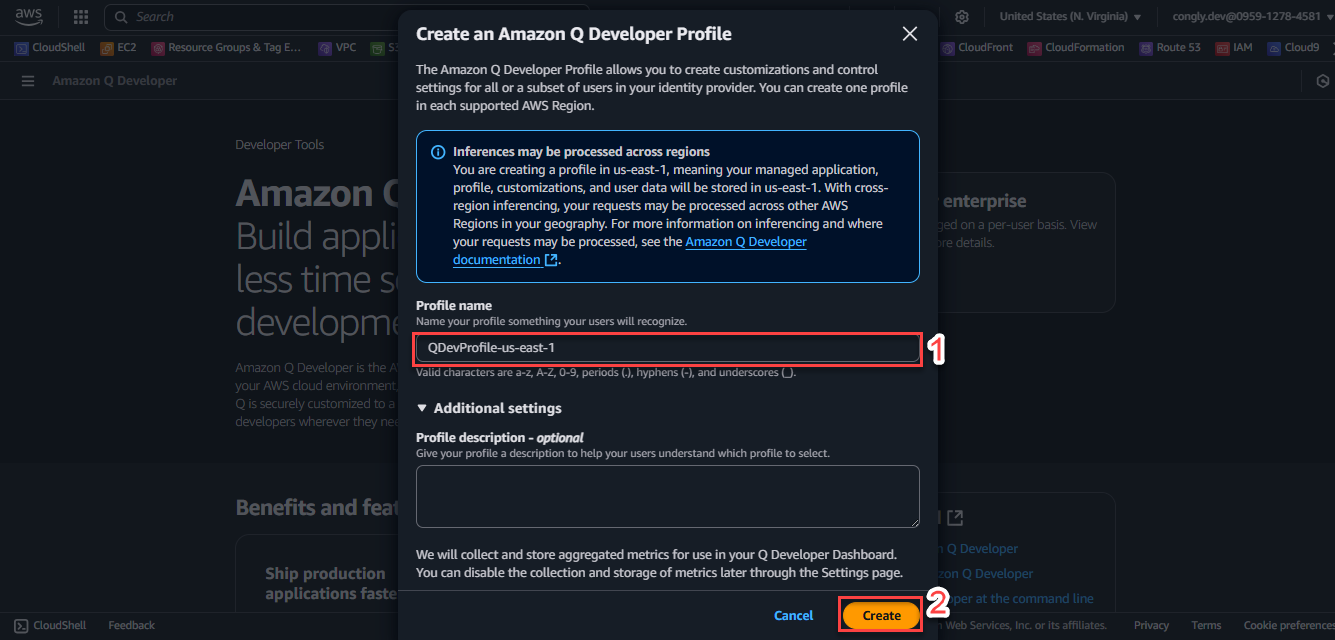 aws
Search
United States (N. Virginia)
congly.dev@0959-1278-4581
CloudShell
EC2
Resource Groups & Tag E...
VPC
CloudFront
CloudFormation
Route 53
IAM
Cloud9
Amazon Q Developer
Create an Amazon Q Developer Profile
The Amazon Q Developer Profile allows you to create customizations and control
settings for all or a subset of users in your identity provider. You can create one profile
in each supported AWS Region.
Inferences may be processed across regions
You are creating a profile in us-east-1, meaning your managed application,
profile, customizations, and user data will be stored in us-east-1. With cross-
region inferencing, your requests may be processed across other AWS
Regions in your geography. For more information on inferencing and where
your requests may be processed, see the Amazon Q Developer
documentation.
Profile name
Name your profile something your users will recognize.
QDevProfile-us-east-1
1
Valid characters are a-z, A-Z, 0-9, periods (.), hyphens (-), and underscores (_).
Additional settings
Profile description - optional
Give your profile a description to help your users understand which profile to select.
We will collect and store aggregated metrics for use in your Q Developer Dashboard.
You can disable the collection and storage of metrics later through the Settings page.
Cancel
Create
2
Developer Tools
Amazon Q
Build appli
less time s
developme
Amazon Q Developer is the A
your AWS cloud environment
Q is securely customized to a
developers wherever they nee
enterprise
ged on a per-user basis. View
ore details.
Benefits and feat
Ship production
applications faste
n Q Developer
zon Q Developer
oper at the command line
CloudShell
Feedback
n Web Services, Inc. or its affiliates.
Privacy
Terms
Cookie preferences